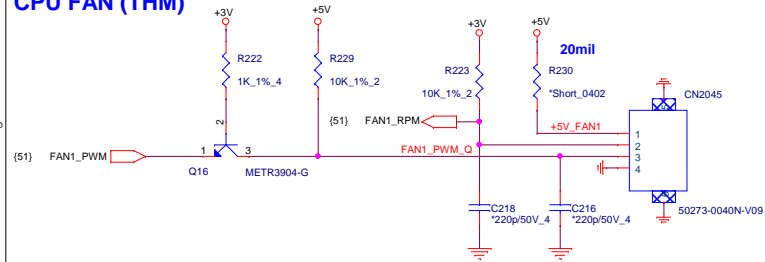 CPU FAN (THM)
+3V
+5V
+3V
+5V
20mil
R222
1K_1%_4
R229
10K_1%_2
R223
10K_1%_2
R230
*Short_0402
CN2045
2
{51}
FAN1_RPM
+5V_FAN1
1
2
3
4
{51}
FAN1_PWM
1
3
FAN1_PWM_Q
Q16
METR3904-G
C218
*220p/50V_4
C216
*220p/50V_4
50273-0040N-V09